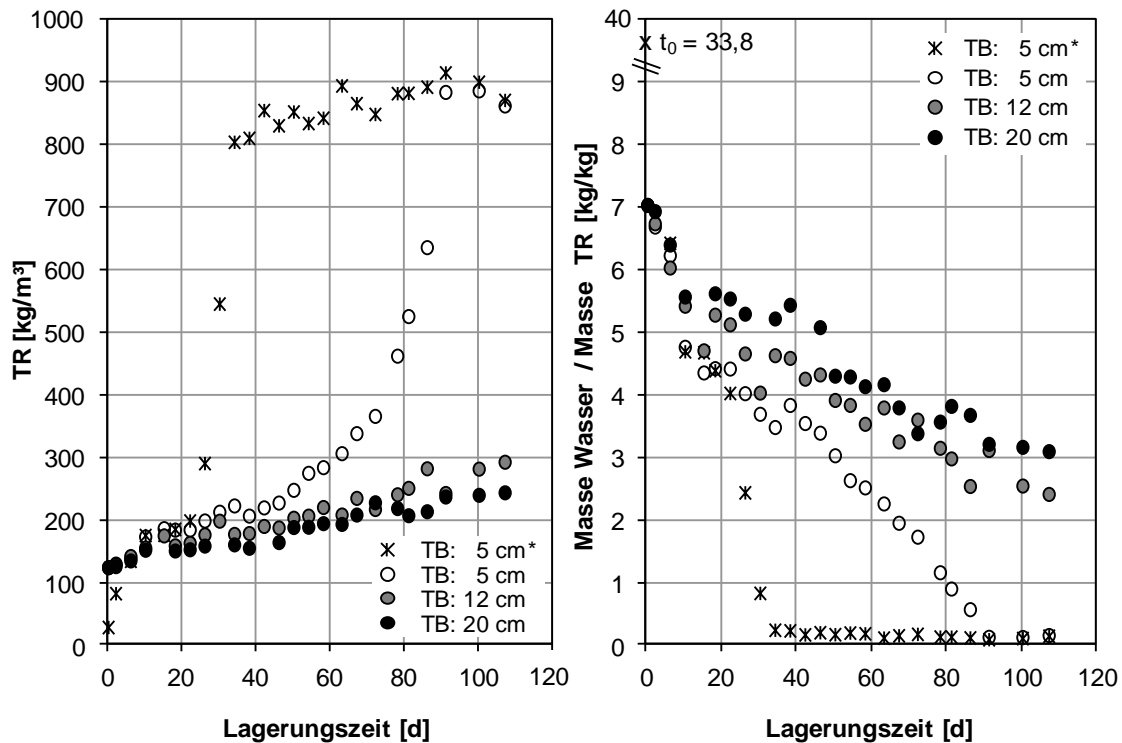 1000
900
800
700
600
500
400
300
200
100
0
TR [kg/m³]
0 20 40 60 80 100 120
Lagerungszeit [d]
TB: 5 cm*
TB: 5 cm
TB: 12 cm
TB: 20 cm
40
9
8
7
6
5
4
3
2
1
0
t₀ = 33,8
Masse Wasser / Masse TR [kg/kg]
TB: 5 cm*
TB: 5 cm
TB: 12 cm
TB: 20 cm
0 20 40 60 80 100 120
Lagerungszeit [d]